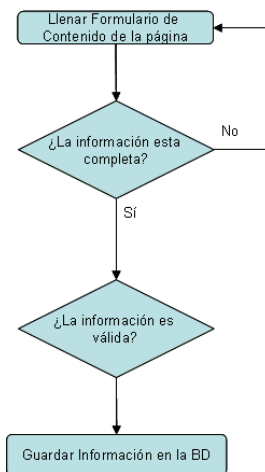 Llenar Formulario de
Contenido de la página
¿La información esta
completa?
No
Sí
¿La información es
válida?
Guardar Información en la BD